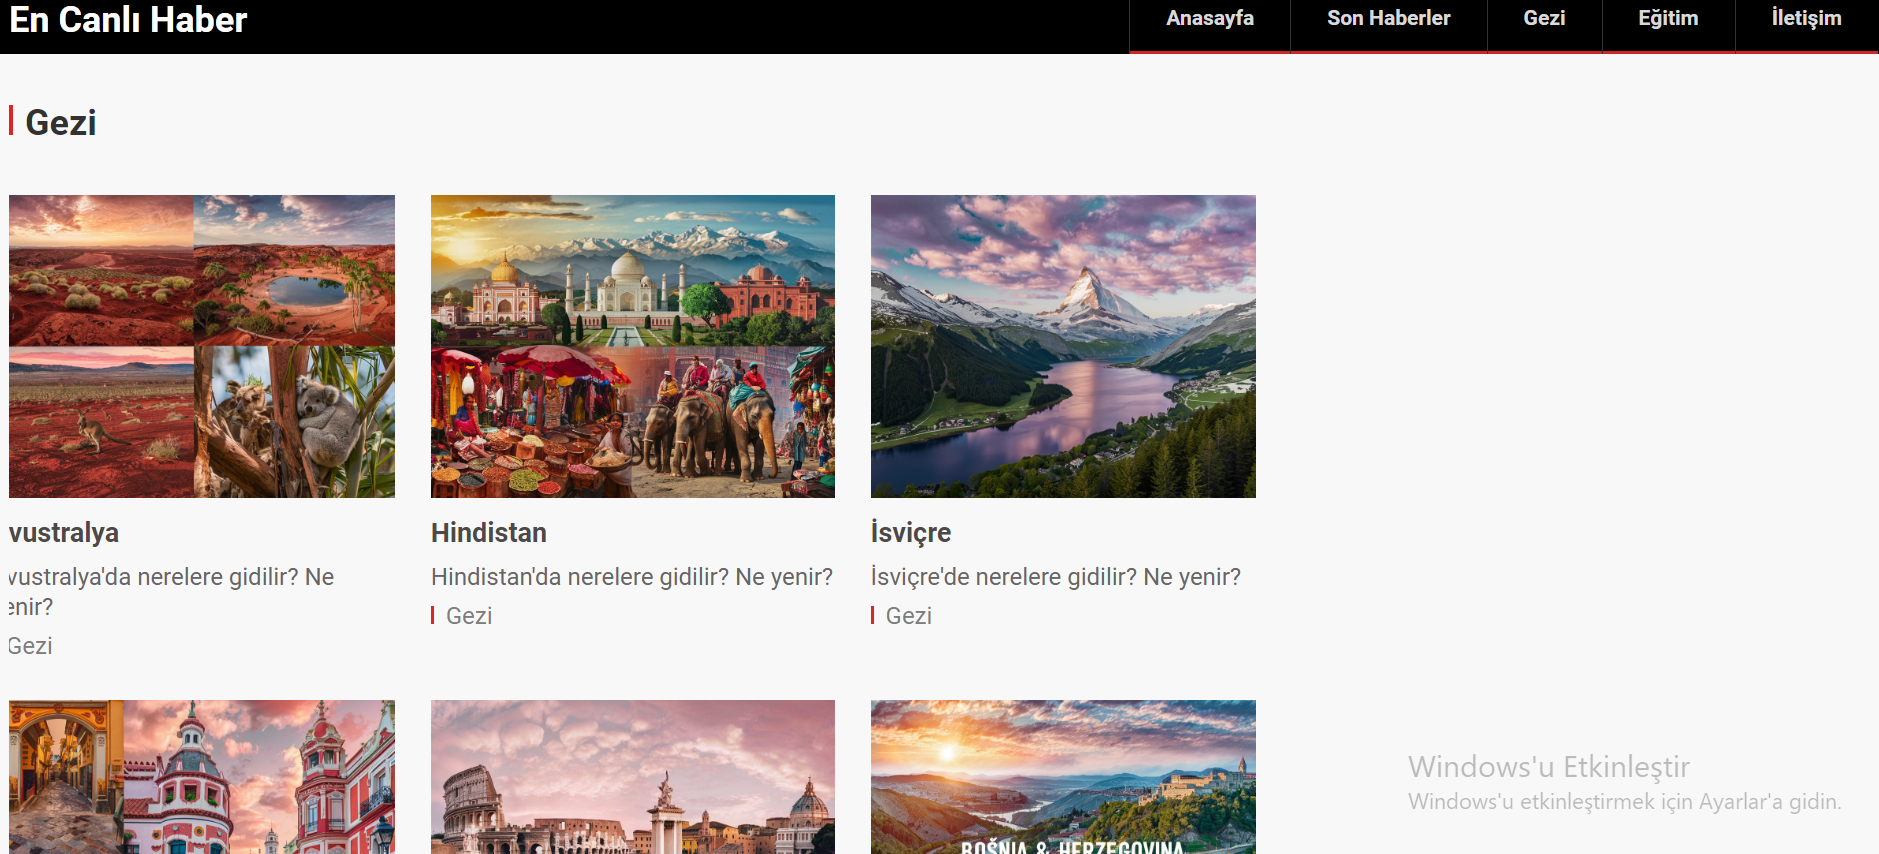 En Canlı Haber
Anasayfa
Son Haberler
Gezi
Eğitim
İletişim
Gezi
vustralya
vustralya'da nerelere gidilir? Ne
enir?
Gezi
Hindistan
Hindistan'da nerelere gidilir? Ne yenir?
Gezi
İsviçre
İsviçre'de nerelere gidilir? Ne yenir?
Gezi
BOSNIA & HERZEGOVINA
Windows'u Etkinleştir
Windows'u etkinleştirmek için Ayarlar'a gidin.